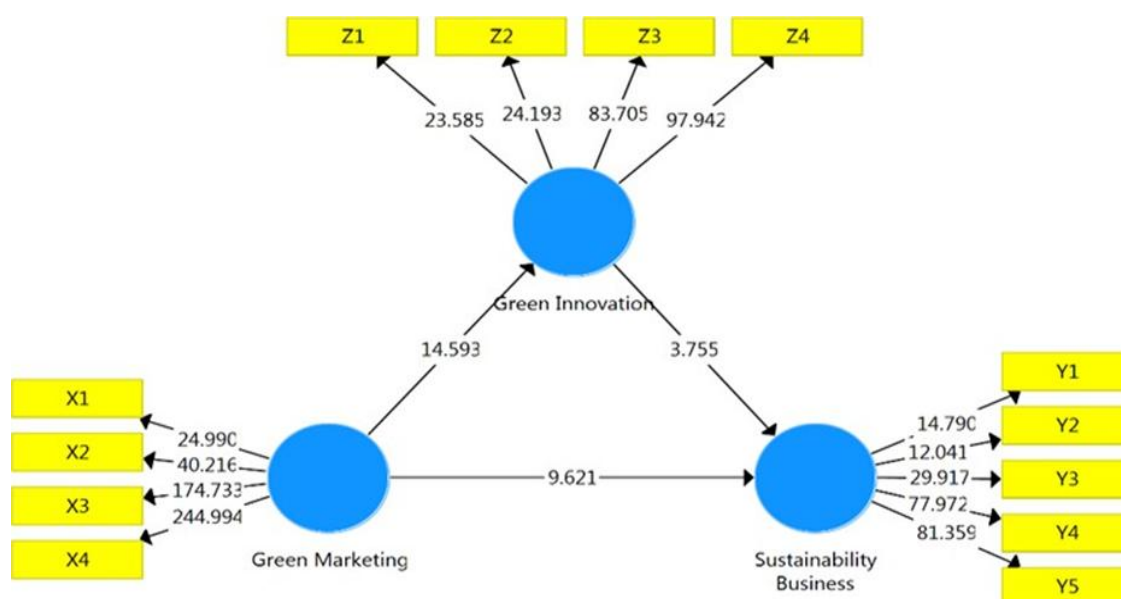 Z1
Z2
Z3
Z4
23.585
24.193
83.705
97.942
Green Innovation
14.593
3.755
X1
X2
X3
X4
24.990
40.216
174.733
244.994
Green Marketing
9.621
Sustainability
Business
14.790
12.041
29.917
77.972
81.359
Y1
Y2
Y3
Y4
Y5